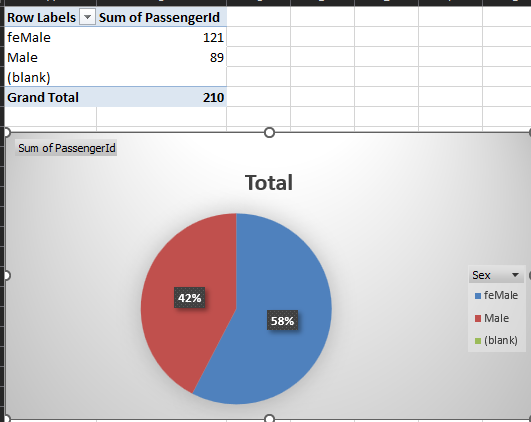 Row Labels Sum of PassengerId
feMale 121
Male 89
(blank)
Grand Total 210
Sum of PassengerId
Total
42%
58%
Sex
feMale
Male
(blank)